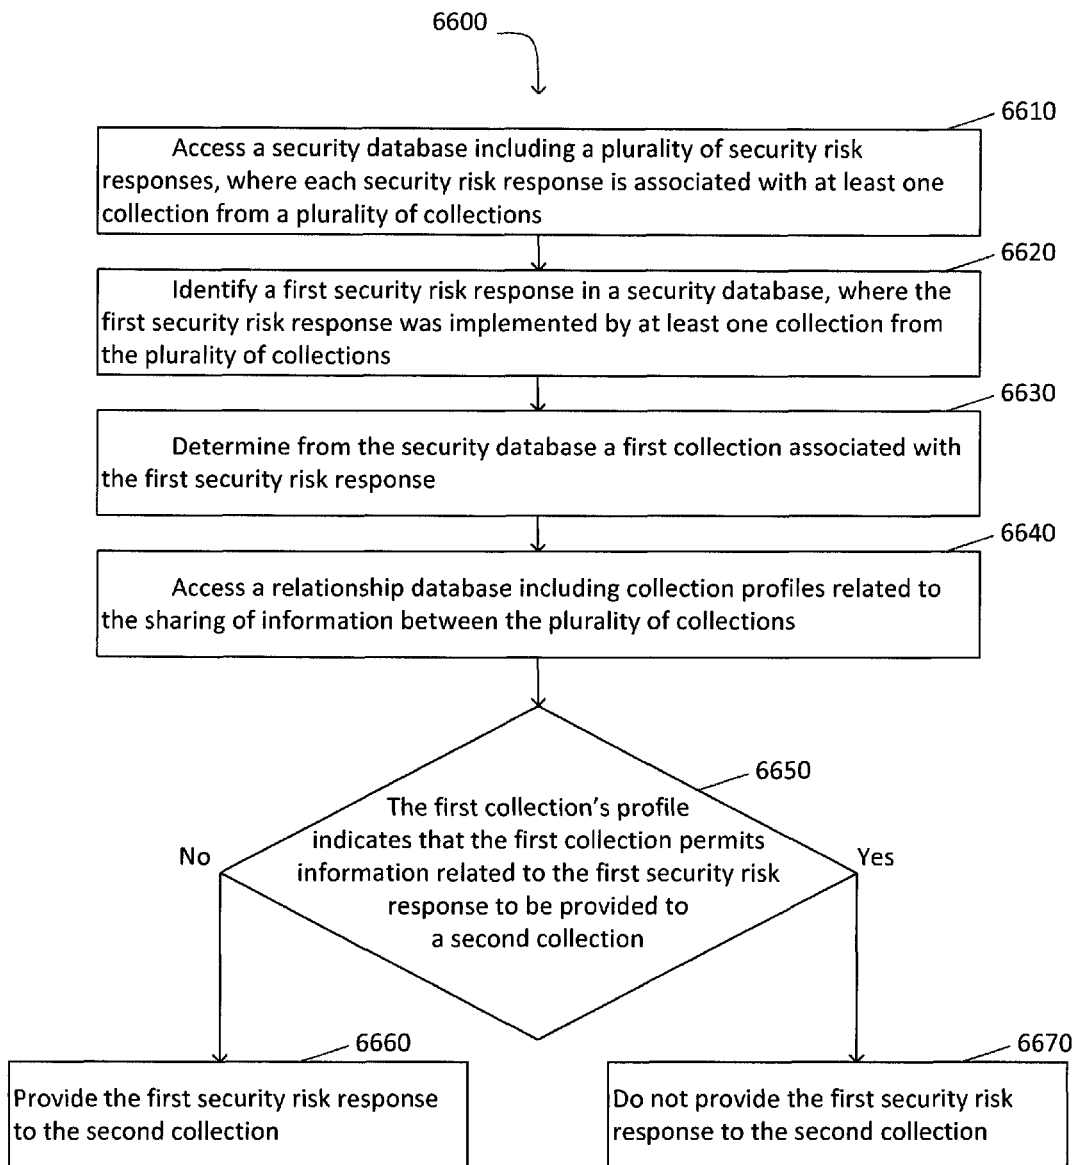 6600
6610
Access a security database including a plurality of security risk
responses, where each security risk response is associated with at least one
collection from a plurality of collections
6620
Identify a first security risk response in a security database, where the
first security risk response was implemented by at least one collection from
the plurality of collections
6630
Determine from the security database a first collection associated with
the first security risk response
6640
Access a relationship database including collection profiles related to
the sharing of information between the plurality of collections
6650
The first collection's profile
indicates that the first collection permits
information related to the first security risk
response to be provided to
a second collection
No
Yes
6660
Provide the first security risk response
to the second collection
6670
Do not provide the first security risk
response to the second collection